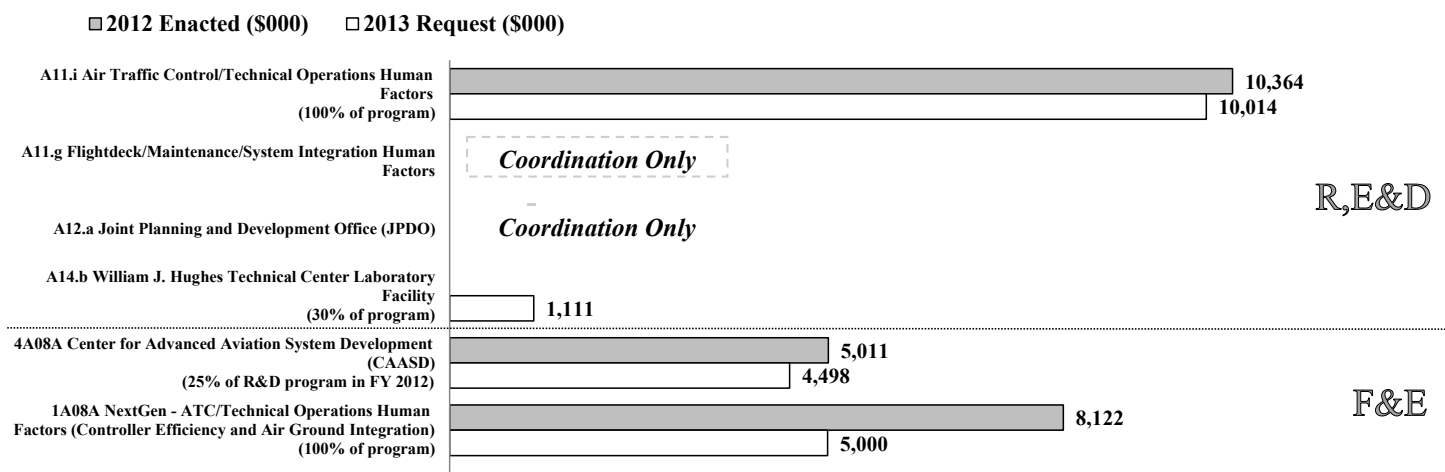 2012 Enacted ($000) 2013 Request ($000)
A11.i Air Traffic Control/Technical Operations Human
Factors
(100% of program)
10,364
10,014
A11.g Flightdeck/Maintenance/System Integration Human
Factors
Coordination Only
R,E&D
A12.a Joint Planning and Development Office (JPDO)
Coordination Only
A14.b William J. Hughes Technical Center Laboratory
Facility
(30% of program)
1,111
4A08A Center for Advanced Aviation System Development
(CAASD)
(25% of R&D program in FY 2012)
5,011
4,498
F&E
1A08A NextGen - ATC/Technical Operations Human
Factors (Controller Efficiency and Air Ground Integration)
(100% of program)
8,122
5,000